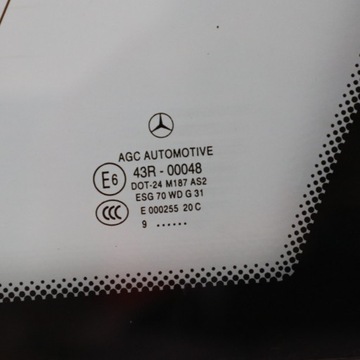 AGC AUTOMOTIVE
E6 43R - 00048
DOT-24 M187 AS2
ESG 70 WD G 31
CCC E 000255 20 C
9 ......